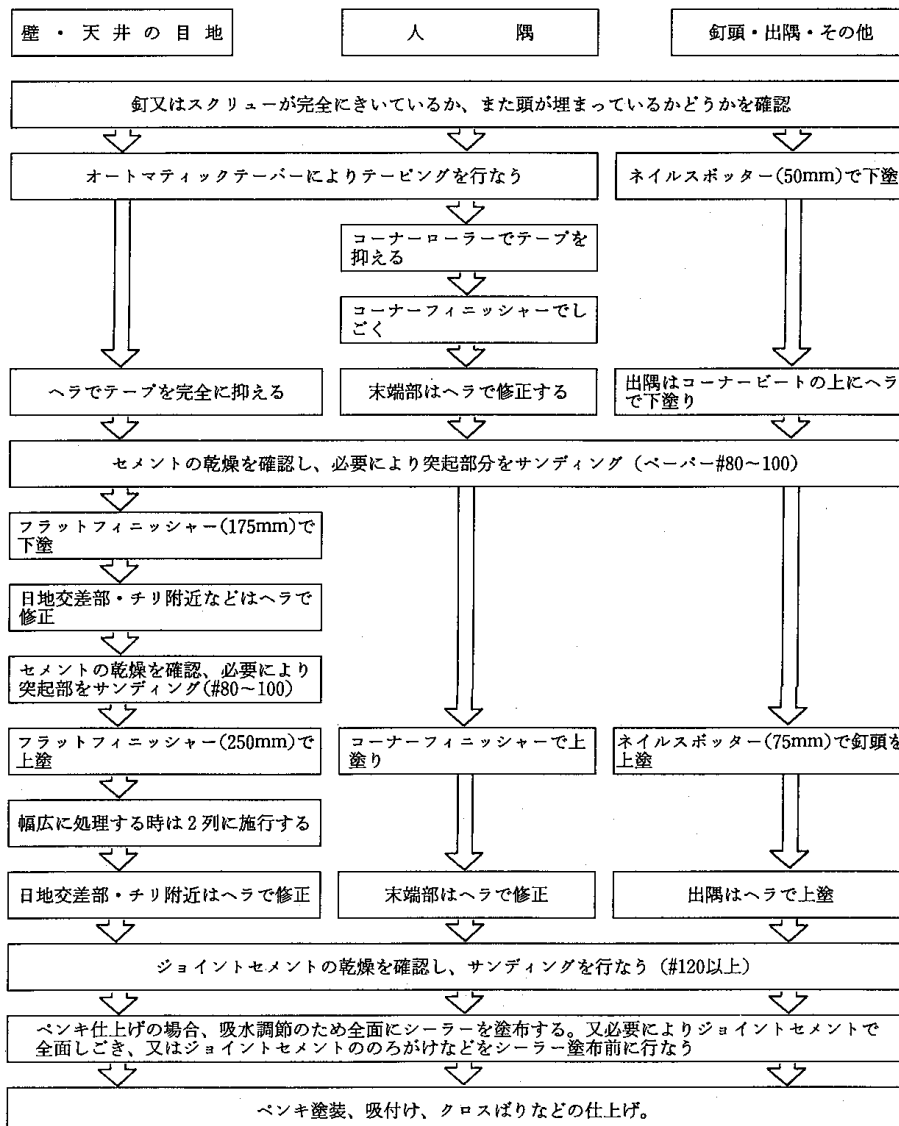 壁・天井の目地
人隅
釘頭・出隅・その他
釘又はスクリューが完全にきいているか、また頭が埋まっているかどうかを確認
オートマティックテーパーによりテーピングを行なう
ネイルスポッター(50mm)で下塗
コーナーローラーでテープを
抑える
コーナーフィニッシャーでし
ごく
ヘラでテープを完全に抑える
末端部はヘラで修正する
出隅はコーナービートの上にヘラ
で下塗り
セメントの乾燥を確認し、必要により突起部分をサンディング(ペーパー#80~100)
フラットフィニッシャー(175mm)で
下塗
日地交差部・チリ附近などはヘラで
修正
セメントの乾燥を確認、必要により
突起部をサンディング(#80~100)
フラットフィニッシャー(250mm)で
上塗
コーナーフィニッシャーで上
塗り
ネイルスポッター(75mm)で釘頭を
上塗
幅広に処理する時は2列に施行する
日地交差部・チリ附近はヘラで修正
末端部はヘラで修正
出隅はヘラで上塗
ジョイントセメントの乾燥を確認し、サンディングを行なう(#120以上)
ペンキ仕上げの場合、吸水調節のため全面にシーラーを塗布する。又必要によりジョイントセメントで
全面しごき、又はジョイントセメントののろがけなどをシーラー塗布前に行なう
ペンキ塗装、吸付け、クロスばりなどの仕上げ。